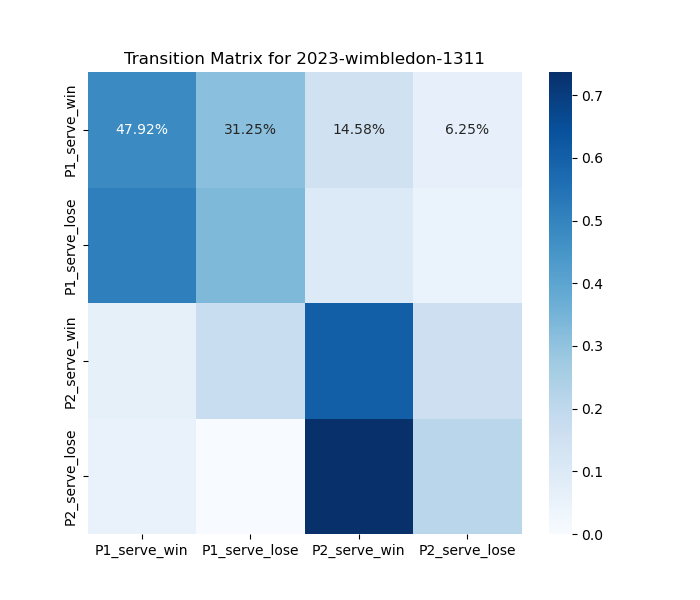 Transition Matrix for 2023-wimbledon-1311
P1_serve_win
47.92% 31.25% 14.58% 6.25%
P1_serve_lose
P2_serve_win
P2_serve_lose
P1_serve_win P1_serve_lose P2_serve_win P2_serve_lose
0.7
0.6
0.5
0.4
0.3
0.2
0.1
0.0